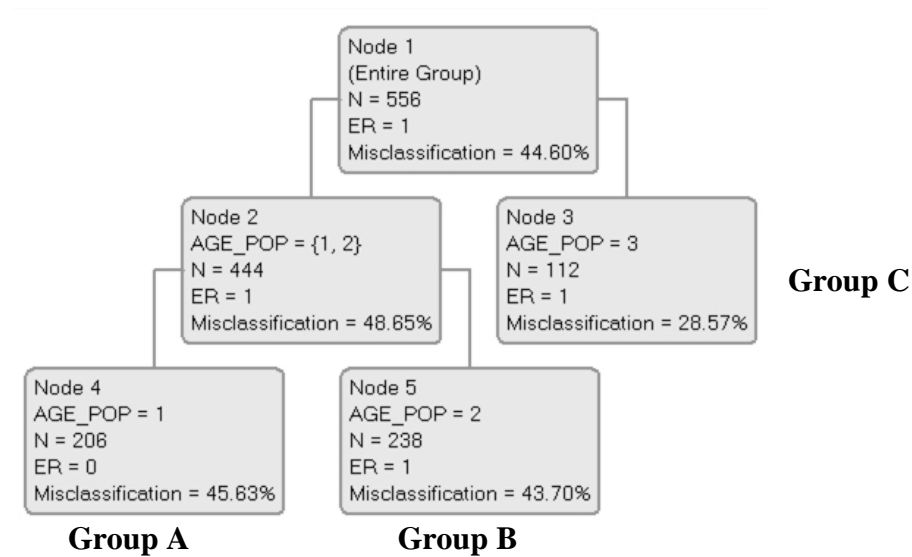 Node 1
(Entire Group)
N = 556
ER = 1
Misclassification = 44.60%
Node 2
AGE_POP = {1, 2}
N = 444
ER = 1
Misclassification = 48.65%
Node 3
AGE_POP = 3
N = 112
ER = 1
Misclassification = 28.57%
Group C
Node 4
AGE_POP = 1
N = 206
ER = 0
Misclassification = 45.63%
Node 5
AGE_POP = 2
N = 238
ER = 1
Misclassification = 43.70%
Group A
Group B